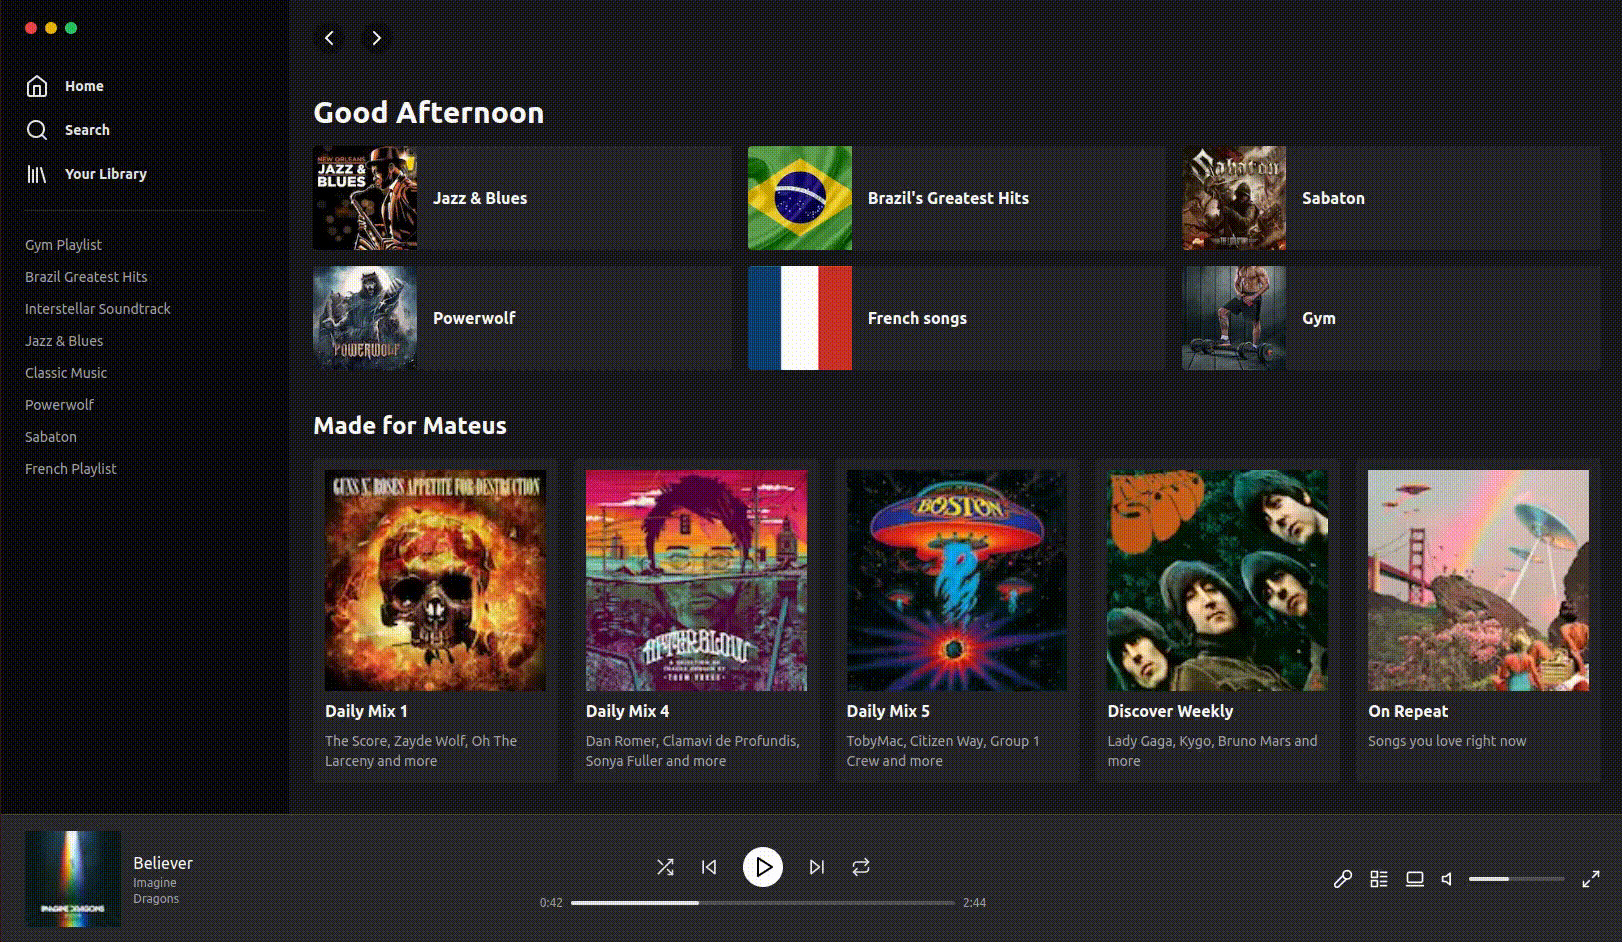 Home
Search
Your Library
Gym Playlist
Brazil Greatest Hits
Interstellar Soundtrack
Jazz & Blues
Classic Music
Powerwolf
Sabaton
French Playlist
Good Afternoon
NEW ORLEANS
JAZZ &
BLUES
Jazz & Blues
Brazil's Greatest Hits
Sabaton
Sabaton
POWERWOLF
Powerwolf
French songs
Gym
Made for Mateus
GUNS N' ROSES APPETITE FOR DESTRUCTION
Daily Mix 1
The Score, Zayde Wolf, Oh The
Larceny and more
AFTERGLOW
Daily Mix 4
Dan Romer, Clamavi de Profundis,
Sonya Fuller and more
BOSTON
Daily Mix 5
TobyMac, Citizen Way, Group 1
Crew and more
Discover Weekly
Lady Gaga, Kygo, Bruno Mars and
more
On Repeat
Songs you love right now
IMAGINE DRAGONS
Believer
Imagine
Dragons
0:42
2:44